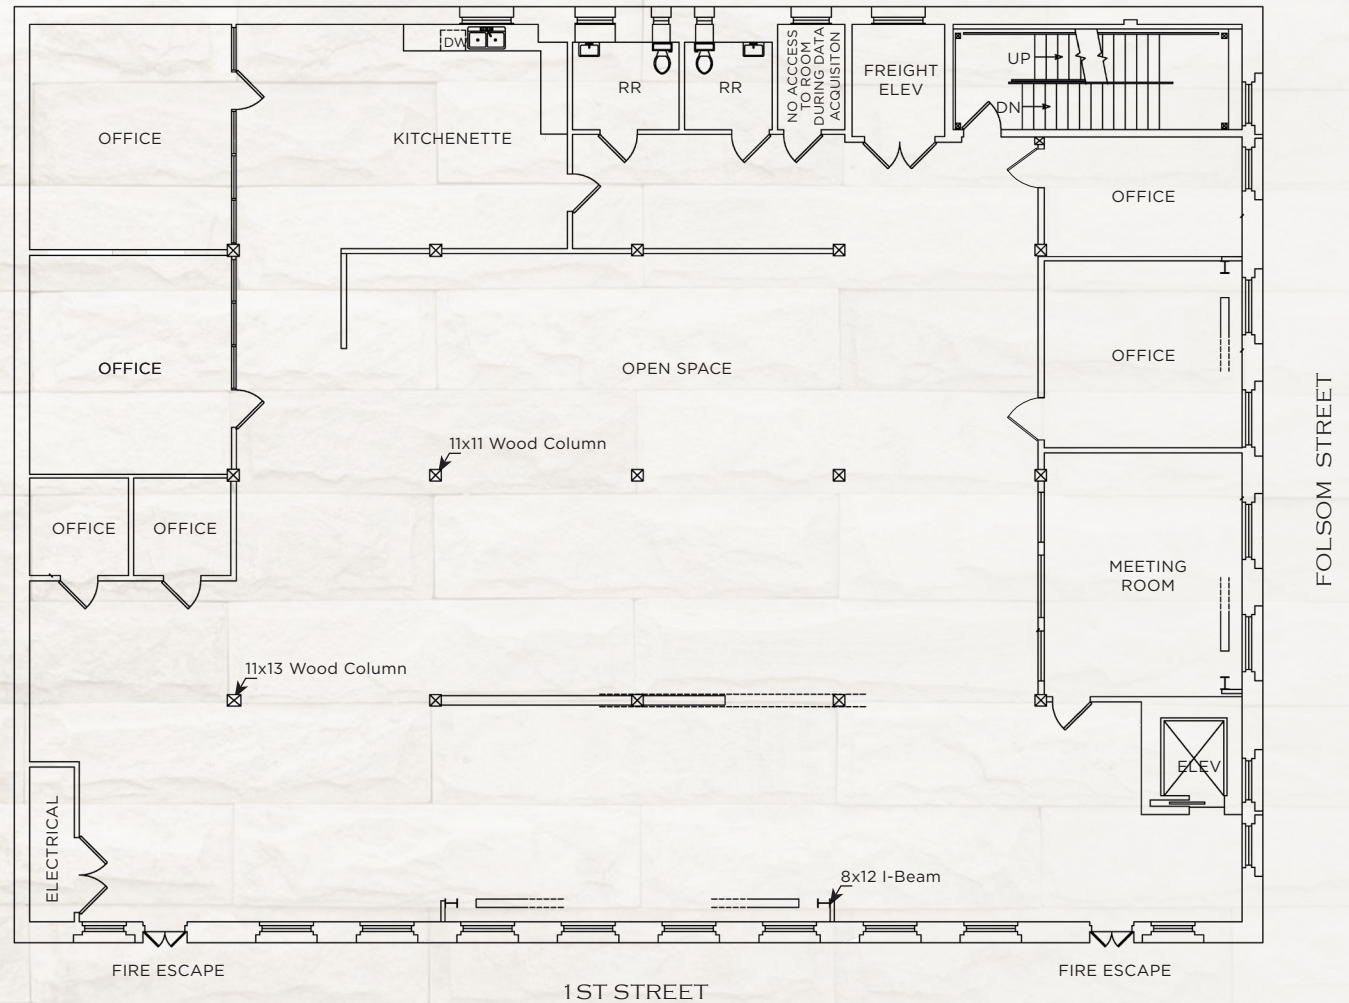 DW
UP
RR
RR
NO ACCCESS
TO ROOM
DURING DATA
ACQUISITON
FREIGHT
ELEV
DN
OFFICE
KITCHENETTE
OFFICE
OFFICE
OFFICE
OPEN SPACE
OFFICE
11x11 Wood Column
FOLSOM STREET
OFFICE
OFFICE
MEETING
ROOM
11x13 Wood Column
ELEV
ELECTRICAL
8x12 I-Beam
FIRE ESCAPE
FIRE ESCAPE
1ST STREET